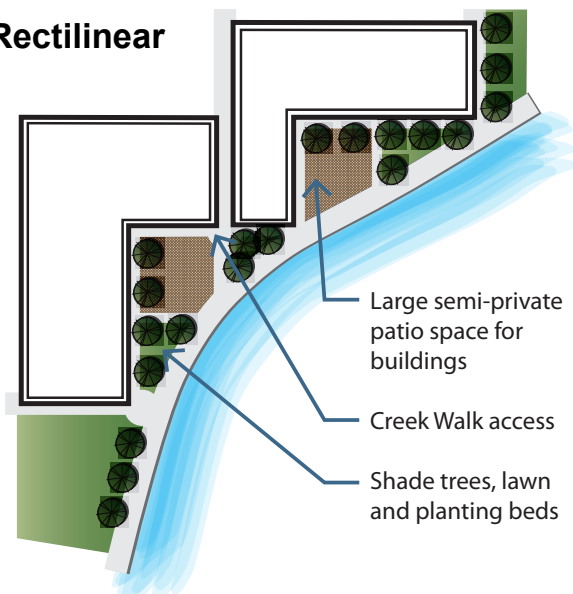 Rectilinear
Large semi-private
patio space for
buildings
Creek Walk access
Shade trees, lawn
and planting beds